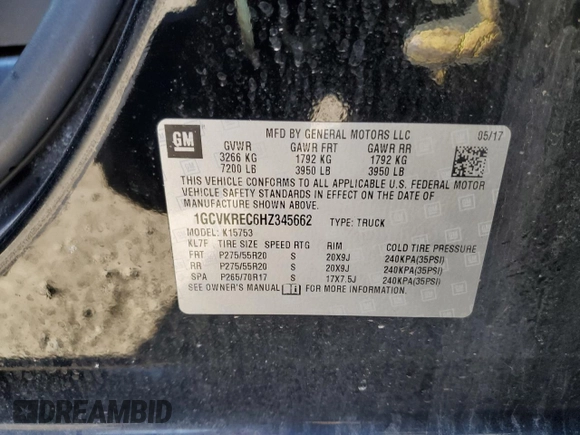 GM
MFD BY GENERAL MOTORS LLC 05/17
GVWR GAWR FRT GAWR RR
3266 KG 1792 KG 1792 KG
7200 LB 3950 LB 3950 LB
THIS VEHICLE CONFORMS TO ALL APPLICABLE U.S. FEDERAL MOTOR
VEHICLE SAFETY STANDARDS IN EFFECT ON THE DATE OF
MANUFACTURE SHOWN ABOVE.
1GCVKREC6HZ345662 TYPE: TRUCK
MODEL: K15753
KL7F TIRE SIZE SPEED RTG RIM COLD TIRE PRESSURE
FRT P275/55R20 S 20X9J 240KPA(35PSI)
RR P275/55R20 S 20X9J 240KPA(35PSI)
SPA P265/70R17 S 17X7.5J 240KPA(35PSI)
SEE OWNER'S MANUAL FOR MORE INFORMATION.
DREAMBID